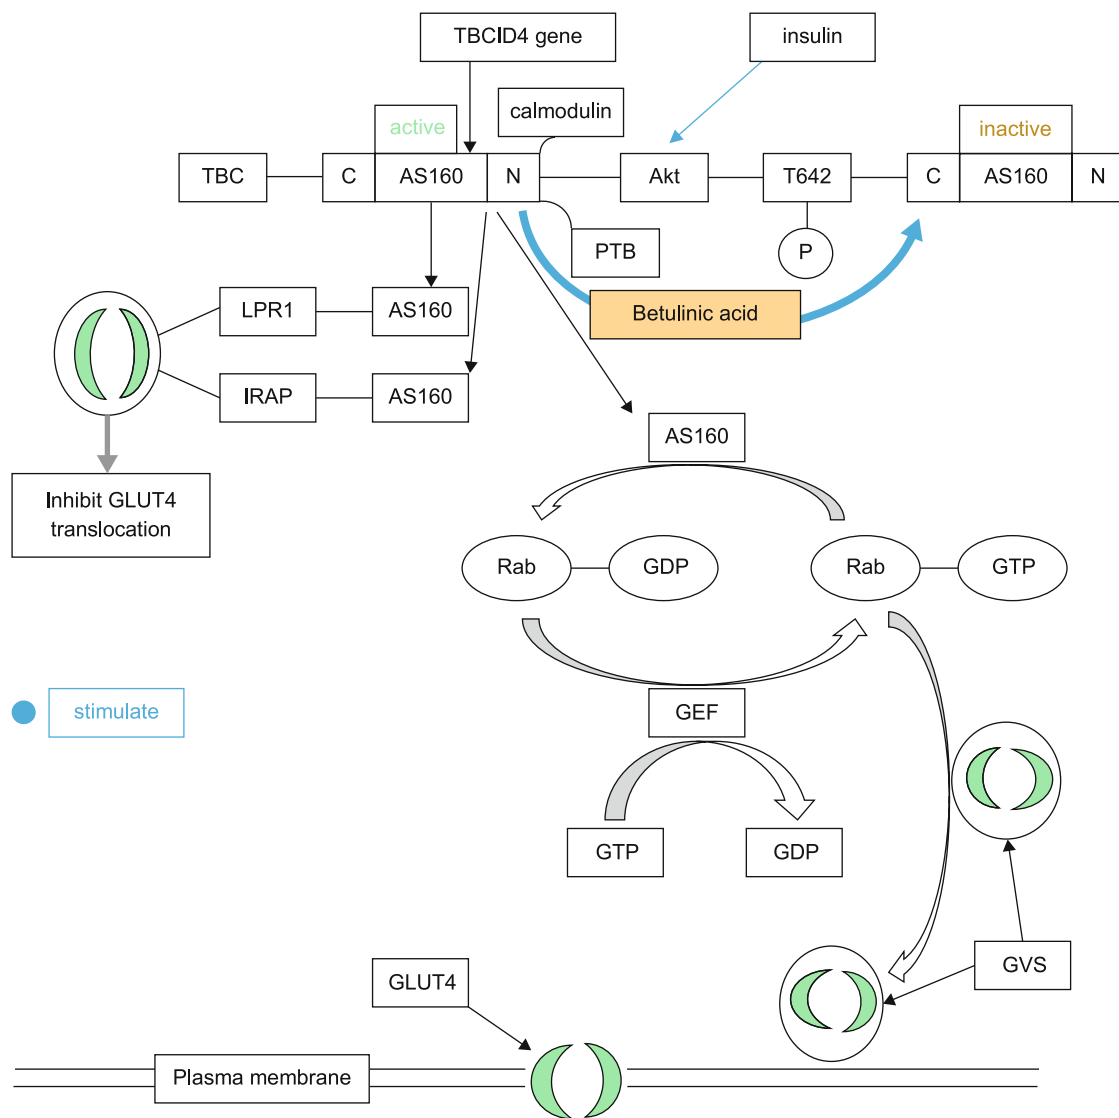 TBCID4 gene
insulin
calmodulin
active
inactive
TBC
C
AS160
N
Akt
T642
C
AS160
N
PTB
P
LPR1
AS160
Betulinic acid
IRAP
AS160
AS160
Inhibit GLUT4
translocation
Rab
GDP
Rab
GTP
stimulate
GEF
GTP
GDP
GVS
GLUT4
Plasma membrane